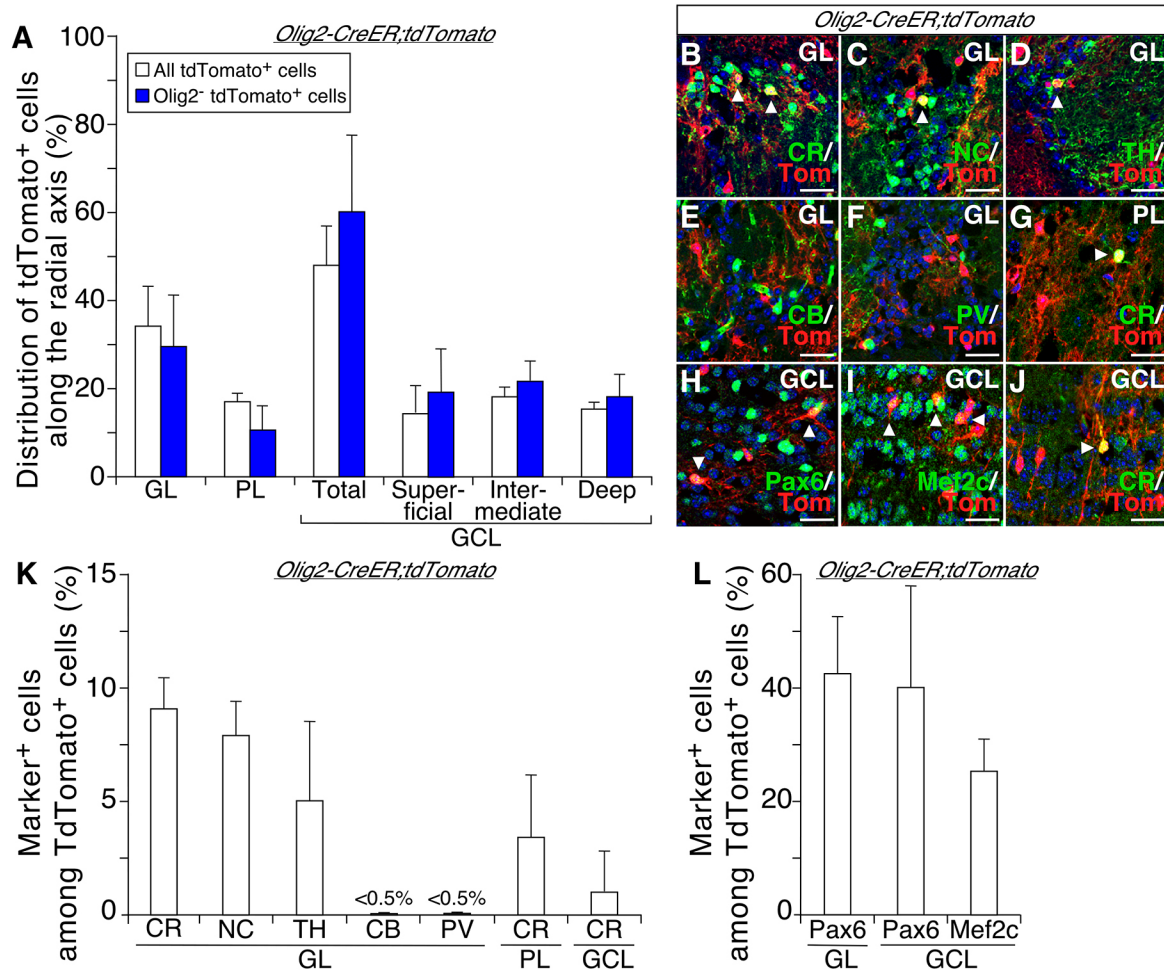 A
Olig2-CreER;tdTomato
Distribution of tdTomato+ cells
along the radial axis (%)
100
80
60
40
20
0
All tdTomato+ cells
Olig2- tdTomato+ cells
GL
PL
Total
Super-
ficial
Inter-
mediate
Deep
GCL
Olig2-CreER;tdTomato
B
GL
CR/
Tom
C
GL
NC/
Tom
D
GL
TH/
Tom
E
GL
CB/
Tom
F
GL
PV/
Tom
G
PL
CR/
Tom
H
GCL
Pax6/
Tom
I
GCL
Mef2c/
Tom
J
GCL
CR/
Tom
K
Olig2-CreER;tdTomato
Marker+ cells
among TdTomato+ cells (%)
15
10
5
0
<0.5%
<0.5%
CR
NC
TH
CB
PV
CR
CR
GL
PL
GCL
L
Olig2-CreER;tdTomato
Marker+ cells
among TdTomato+ cells (%)
60
40
20
0
Pax6
Pax6
Mef2c
GL
GCL